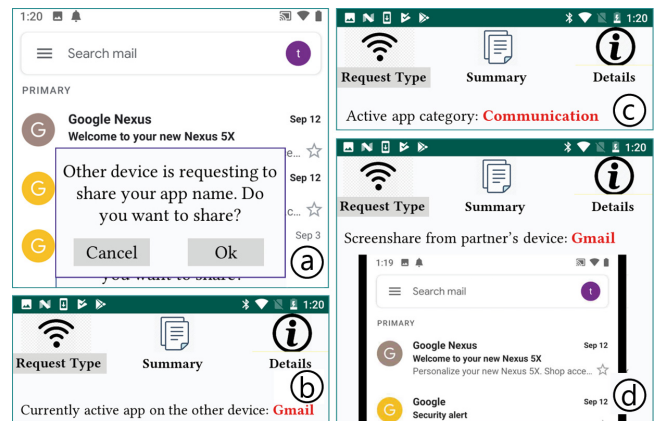 1:20
Search mail
t
PRIMARY
G
Google Nexus
Sep 12
Welcome to your new Nexus 5X
e...
G
Sep 12
c...
G
Sep 3
Other device is requesting to
share your app name. Do
you want to share?
Cancel
Ok
you want to share?
a
1:20
Request Type
Summary
Details
b
Currently active app on the other device: Gmail
1:20
Request Type
Summary
Details
Active app category: Communication
c
1:20
Request Type
Summary
Details
Screenshare from partner's device: Gmail
1:19
Search mail
t
PRIMARY
G
Google Nexus
Sep 12
Welcome to your new Nexus 5X
Personalize your new Nexus 5X. Shop acce...
G
Google
Sep 12
Security alert
d